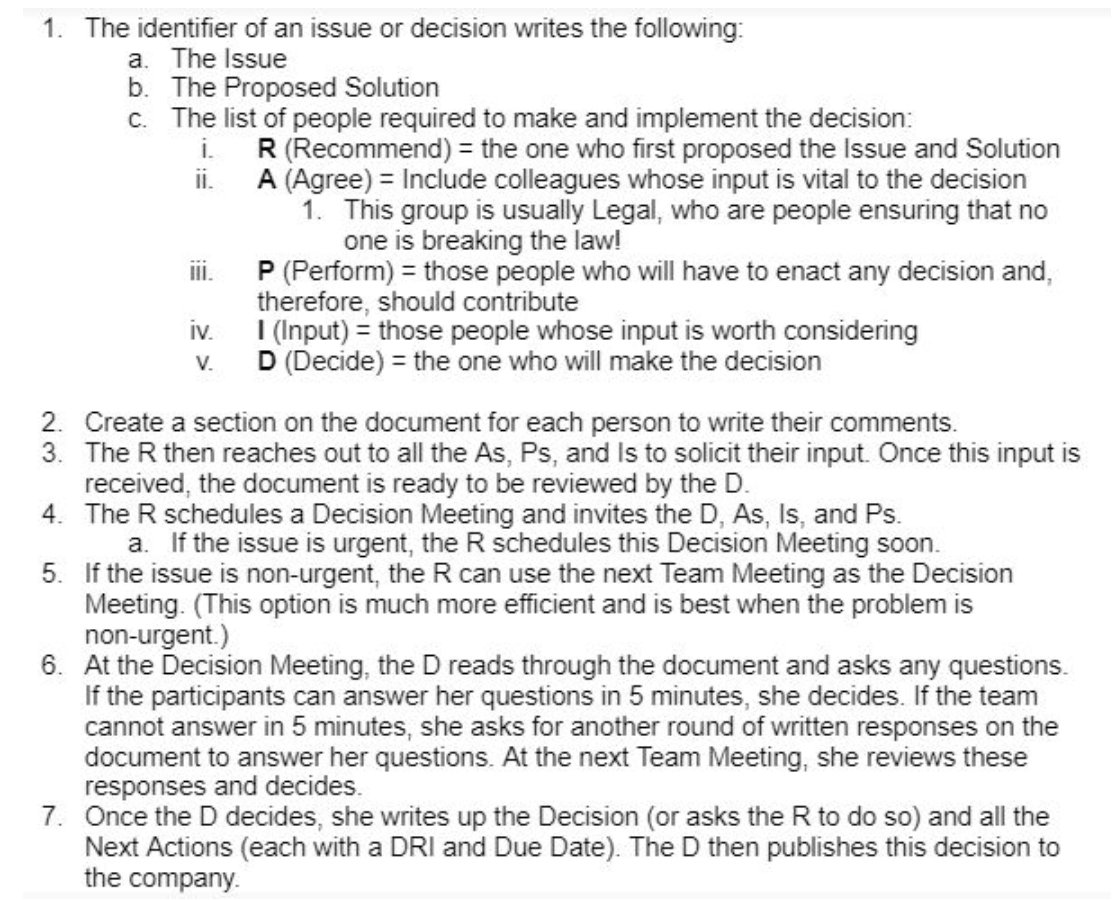 1. The identifier of an issue or decision writes the following:
a. The Issue
b. The Proposed Solution
c. The list of people required to make and implement the decision:
i. R (Recommend) = the one who first proposed the Issue and Solution
ii. A (Agree) = Include colleagues whose input is vital to the decision
1. This group is usually Legal, who are people ensuring that no
one is breaking the law!
iii. P (Perform) = those people who will have to enact any decision and,
therefore, should contribute
iv. I (Input) = those people whose input is worth considering
v. D (Decide) = the one who will make the decision
2. Create a section on the document for each person to write their comments.
3. The R then reaches out to all the As, Ps, and Is to solicit their input. Once this input is
received, the document is ready to be reviewed by the D.
4. The R schedules a Decision Meeting and invites the D, As, Is, and Ps.
a. If the issue is urgent, the R schedules this Decision Meeting soon.
5. If the issue is non-urgent, the R can use the next Team Meeting as the Decision
Meeting. (This option is much more efficient and is best when the problem is
non-urgent.)
6. At the Decision Meeting, the D reads through the document and asks any questions.
If the participants can answer her questions in 5 minutes, she decides. If the team
cannot answer in 5 minutes, she asks for another round of written responses on the
document to answer her questions. At the next Team Meeting, she reviews these
responses and decides.
7. Once the D decides, she writes up the Decision (or asks the R to do so) and all the
Next Actions (each with a DRI and Due Date). The D then publishes this decision to
the company.